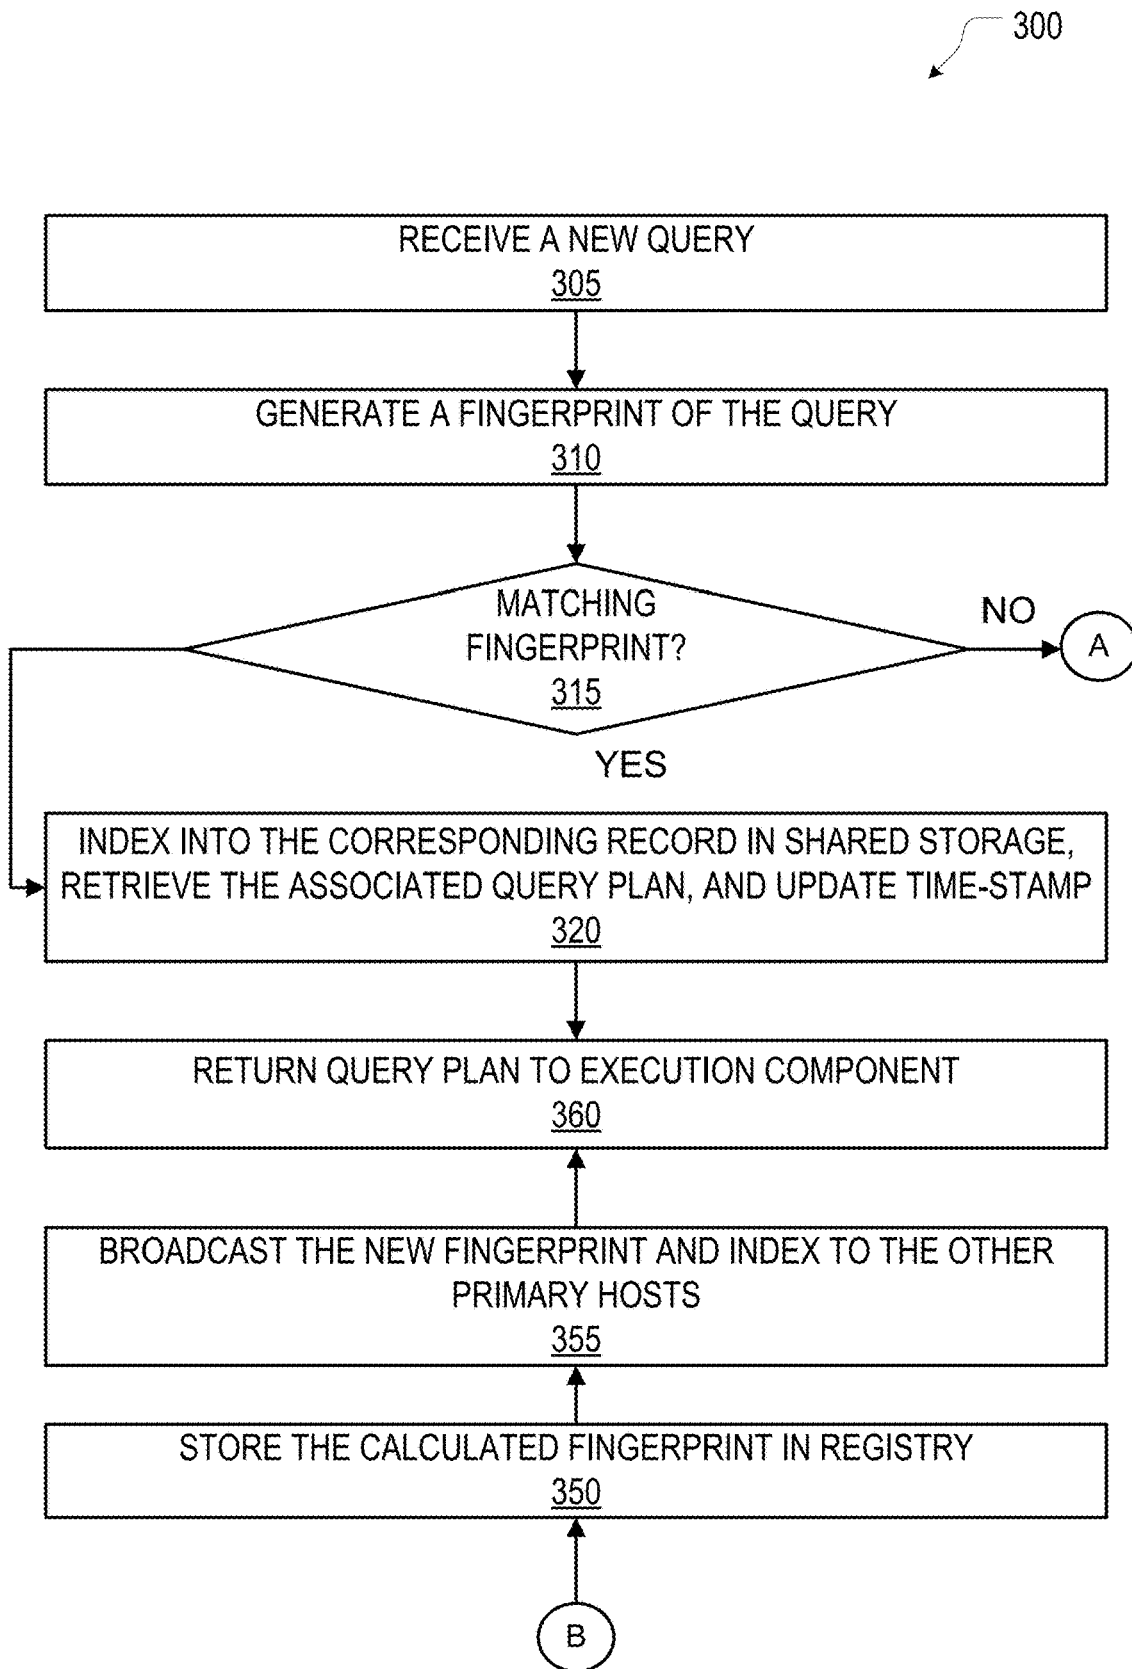 300
RECEIVE A NEW QUERY
305
GENERATE A FINGERPRINT OF THE QUERY
310
MATCHING
FINGERPRINT?
315
NO
A
YES
INDEX INTO THE CORRESPONDING RECORD IN SHARED STORAGE,
RETRIEVE THE ASSOCIATED QUERY PLAN, AND UPDATE TIME-STAMP
320
RETURN QUERY PLAN TO EXECUTION COMPONENT
360
BROADCAST THE NEW FINGERPRINT AND INDEX TO THE OTHER
PRIMARY HOSTS
355
STORE THE CALCULATED FINGERPRINT IN REGISTRY
350
B